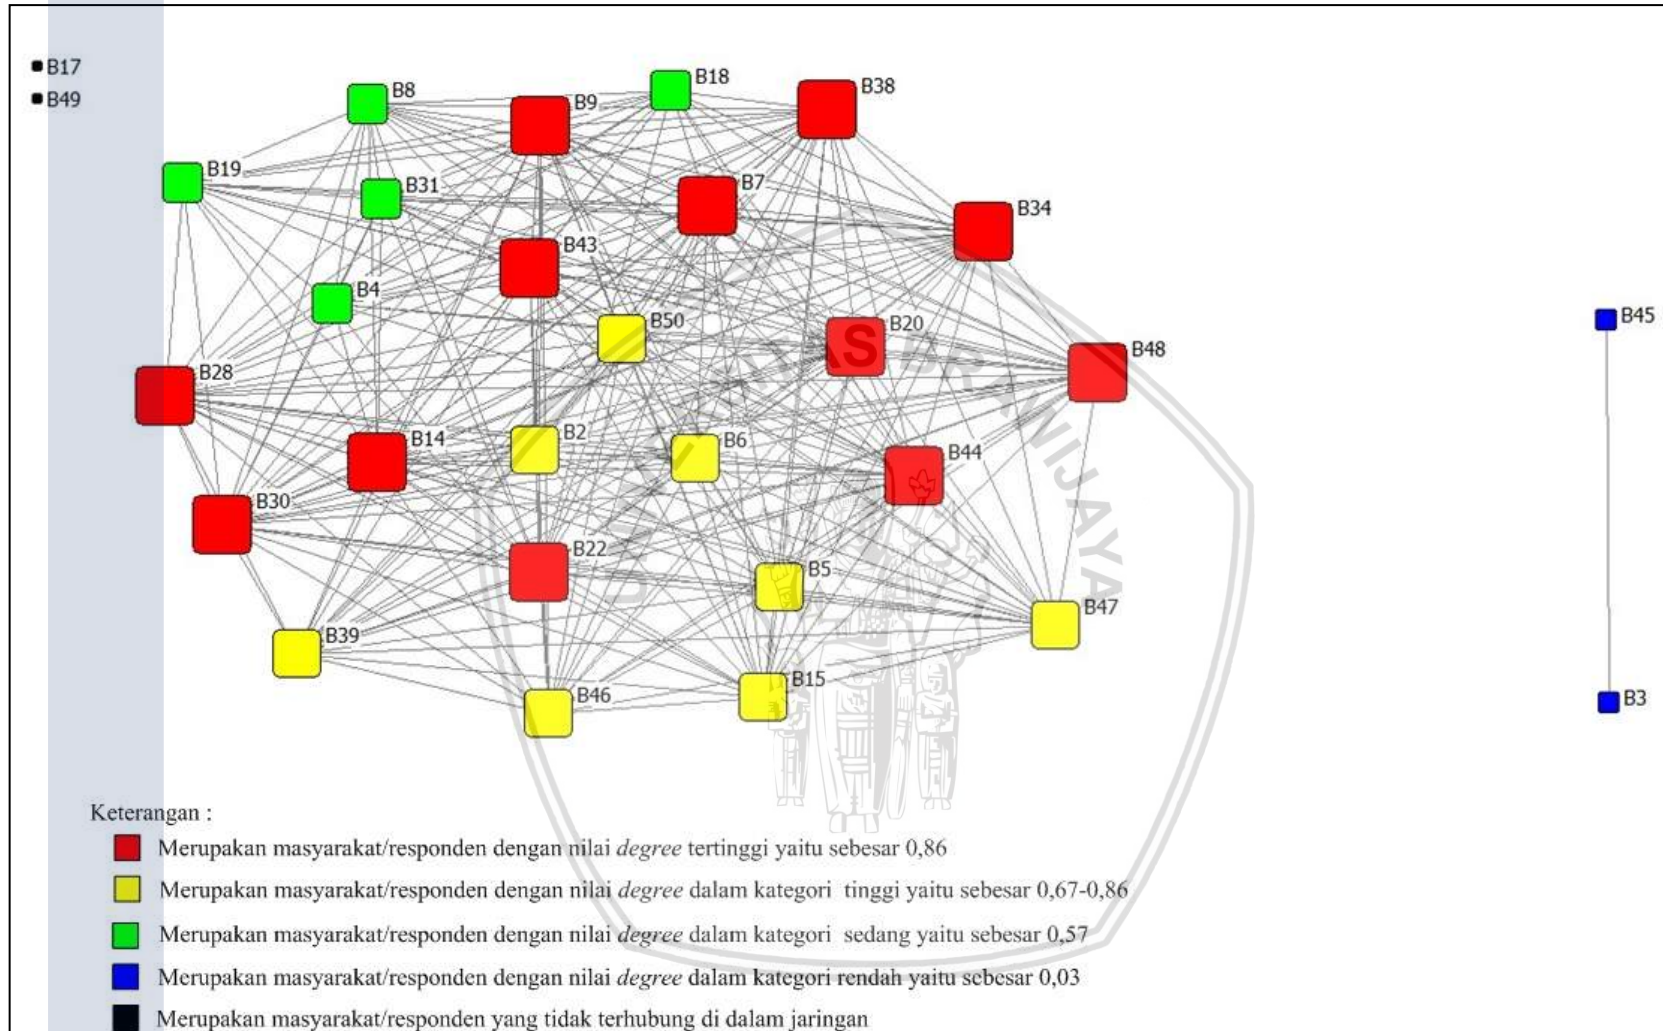 B17
B49
B8
B9
B18
B38
B19
B31
B7
B34
B43
B4
B50
B20
B45
B48
B28
B14
B2
B6
B44
B30
B22
B5
B47
B39
B46
B15
B3
AS BRAWIJAYA
Keterangan :
Merupakan masyarakat/responden dengan nilai degree tertinggi yaitu sebesar 0,86
Merupakan masyarakat/responden dengan nilai degree dalam kategori tinggi yaitu sebesar 0,67-0,86
Merupakan masyarakat/responden dengan nilai degree dalam kategori sedang yaitu sebesar 0,57
Merupakan masyarakat/responden dengan nilai degree dalam kategori rendah yaitu sebesar 0,03
Merupakan masyarakat/responden yang tidak terhubung di dalam jaringan